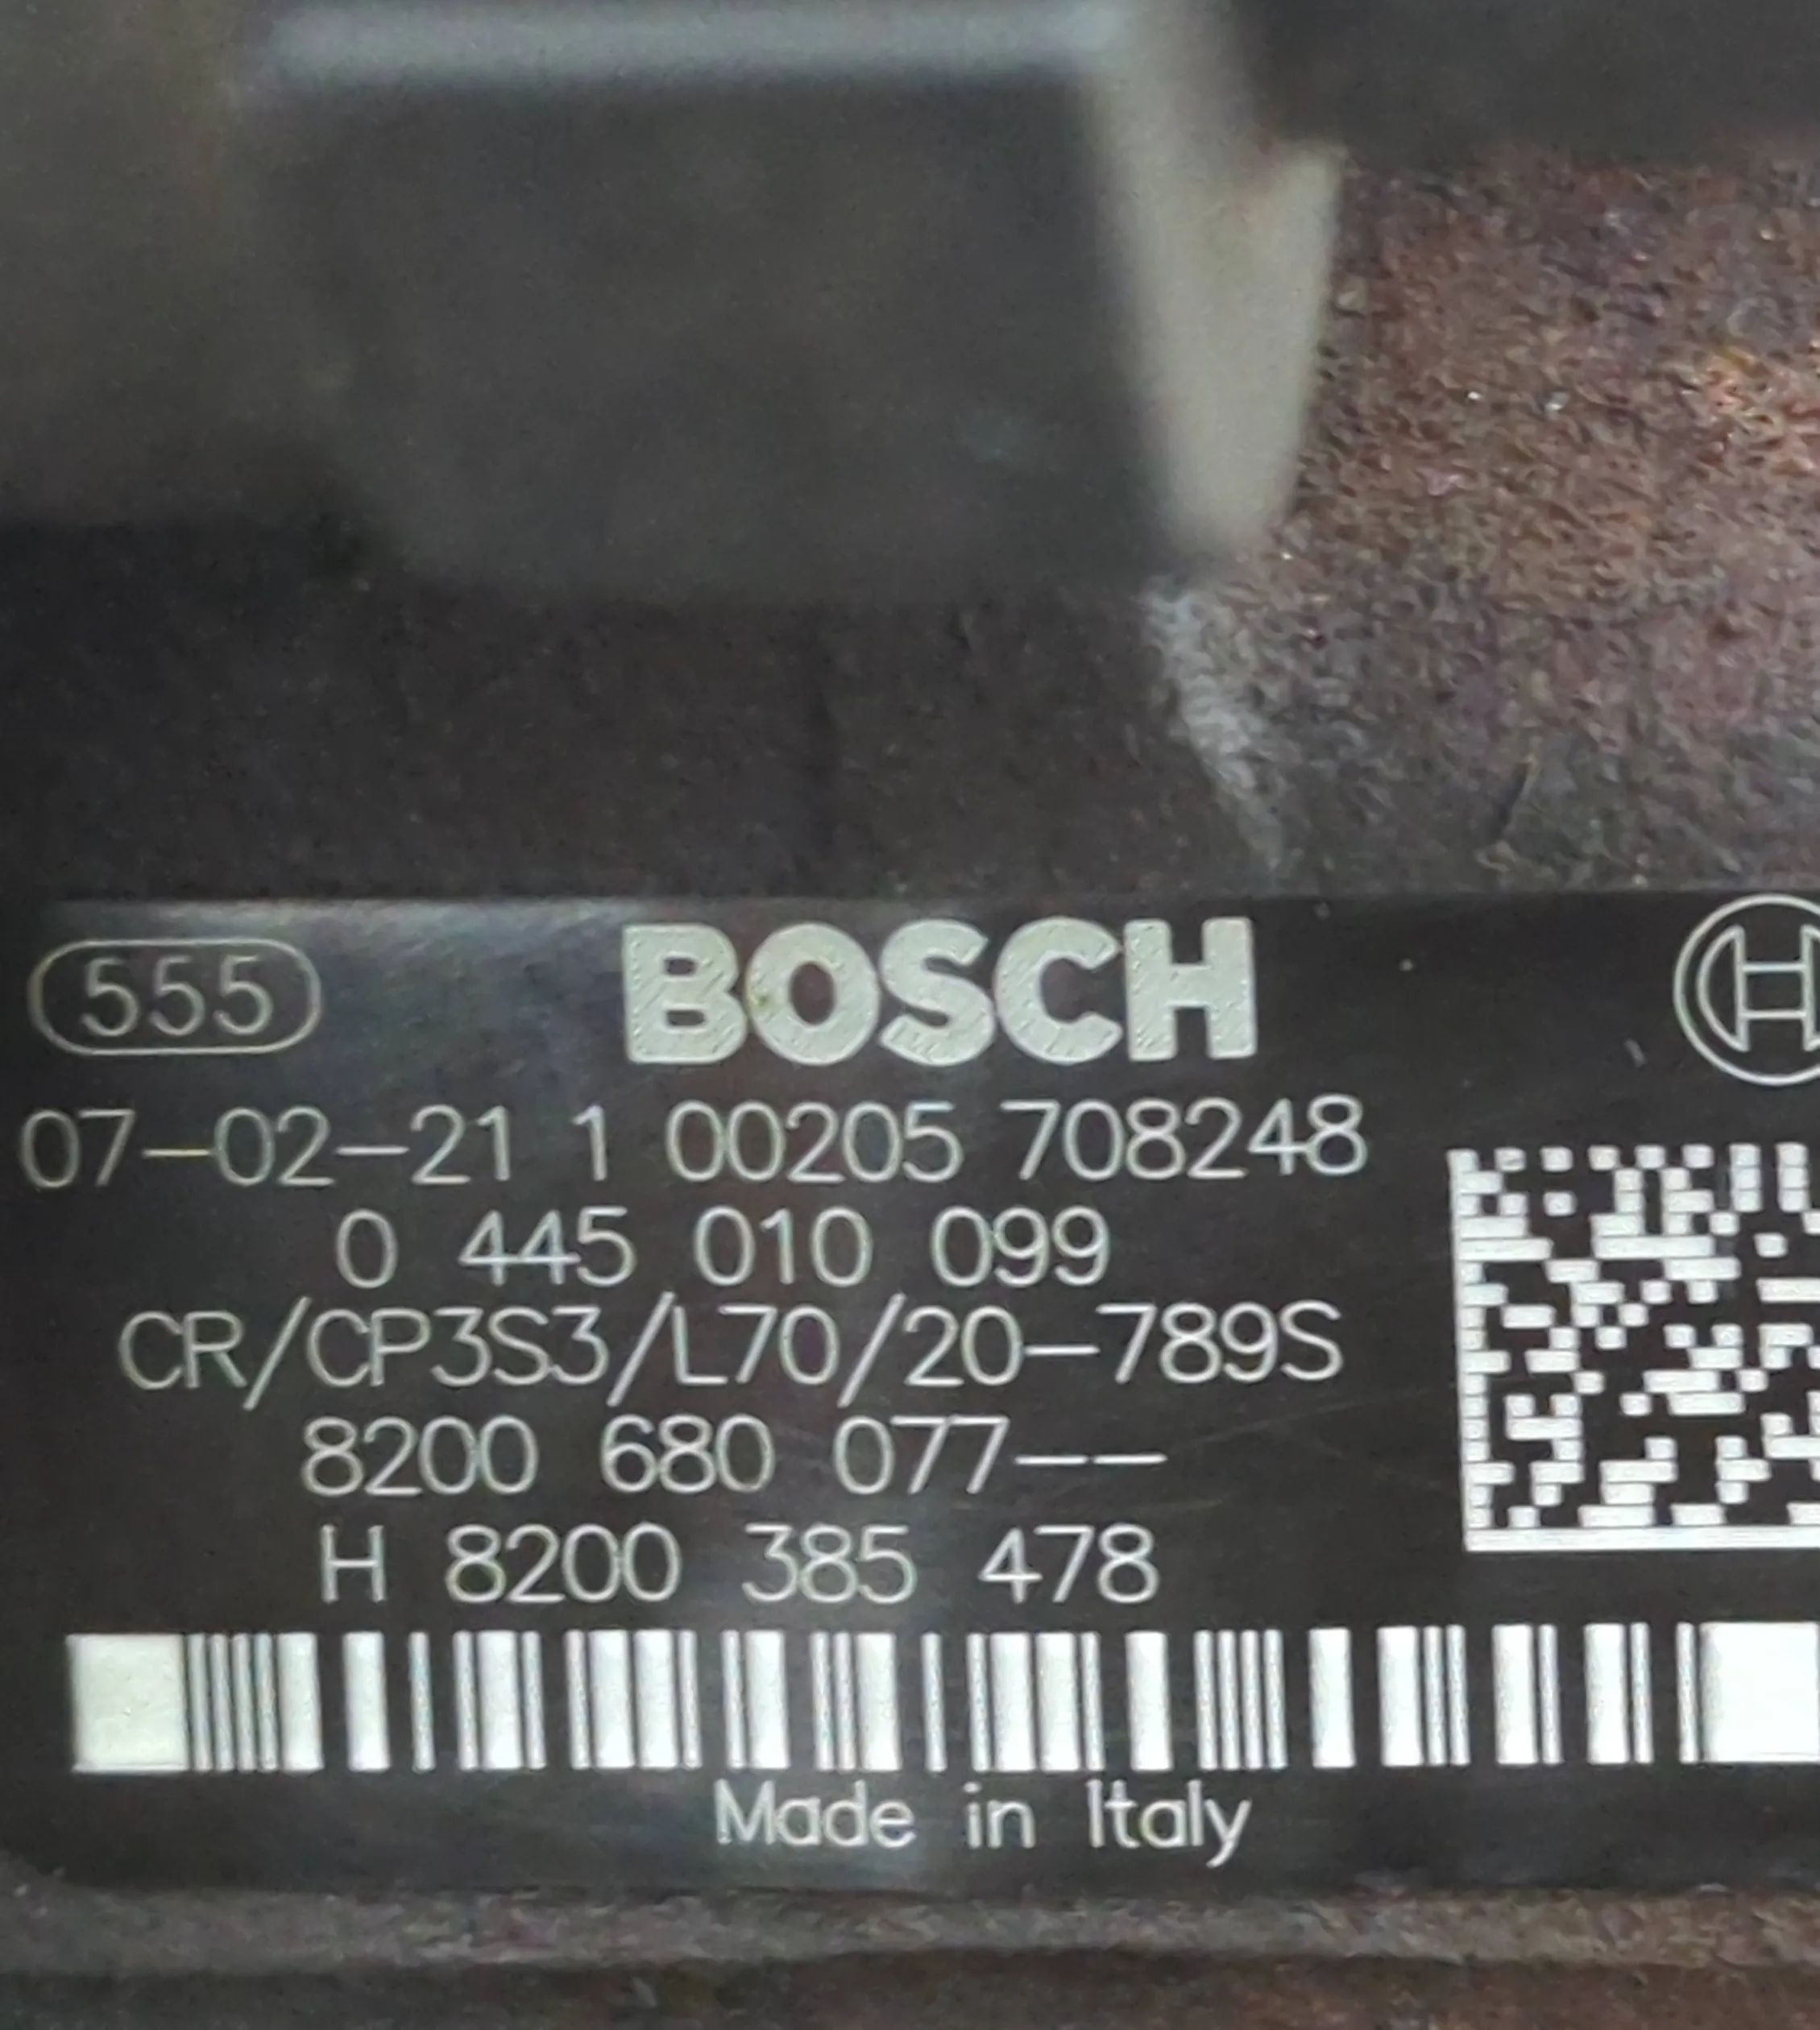 555 BOSCH
07-02-21 1 00205 708248
0 445 010 099
CR/CP3S3/L70/20-789S
8200 680 077--
H 8200 385 478
Made in Italy